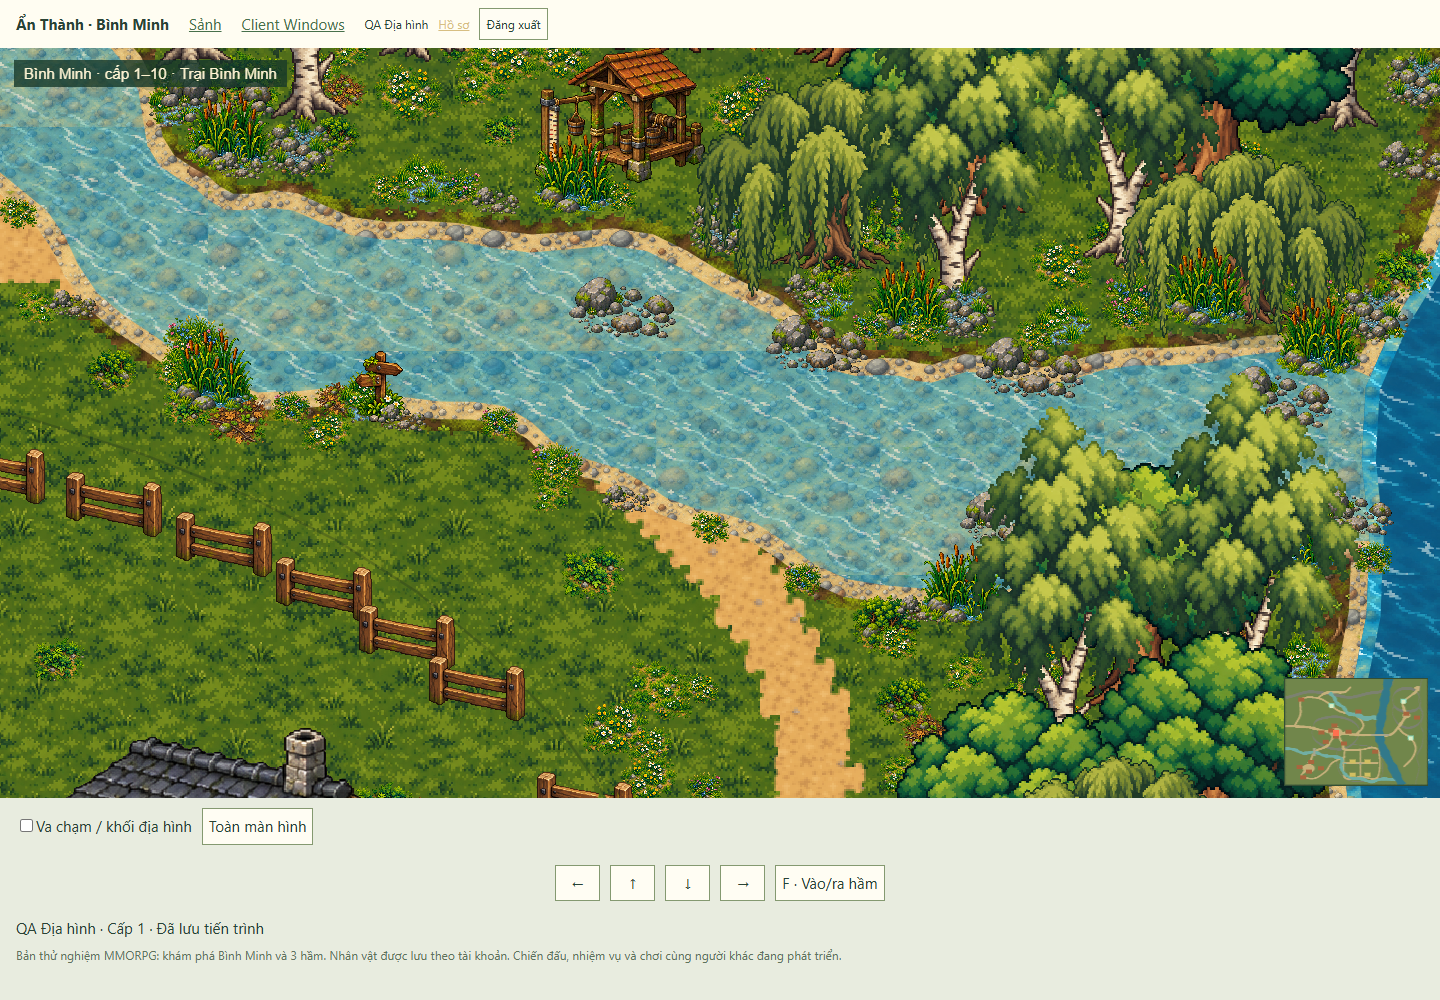 Ẩn Thành · Bình Minh Sảnh Client Windows QA Địa hình Hồ sơ Đăng xuất
Bình Minh · cấp 1–10 · Trại Bình Minh
Va chạm / khối địa hình Toàn màn hình
← ↑ ↓ → F · Vào/ra hầm
QA Địa hình · Cấp 1 · Đã lưu tiến trình
Bản thử nghiệm MMORPG: khám phá Bình Minh và 3 hầm. Nhân vật được lưu theo tài khoản. Chiến đấu, nhiệm vụ và chơi cùng người khác đang phát triển.